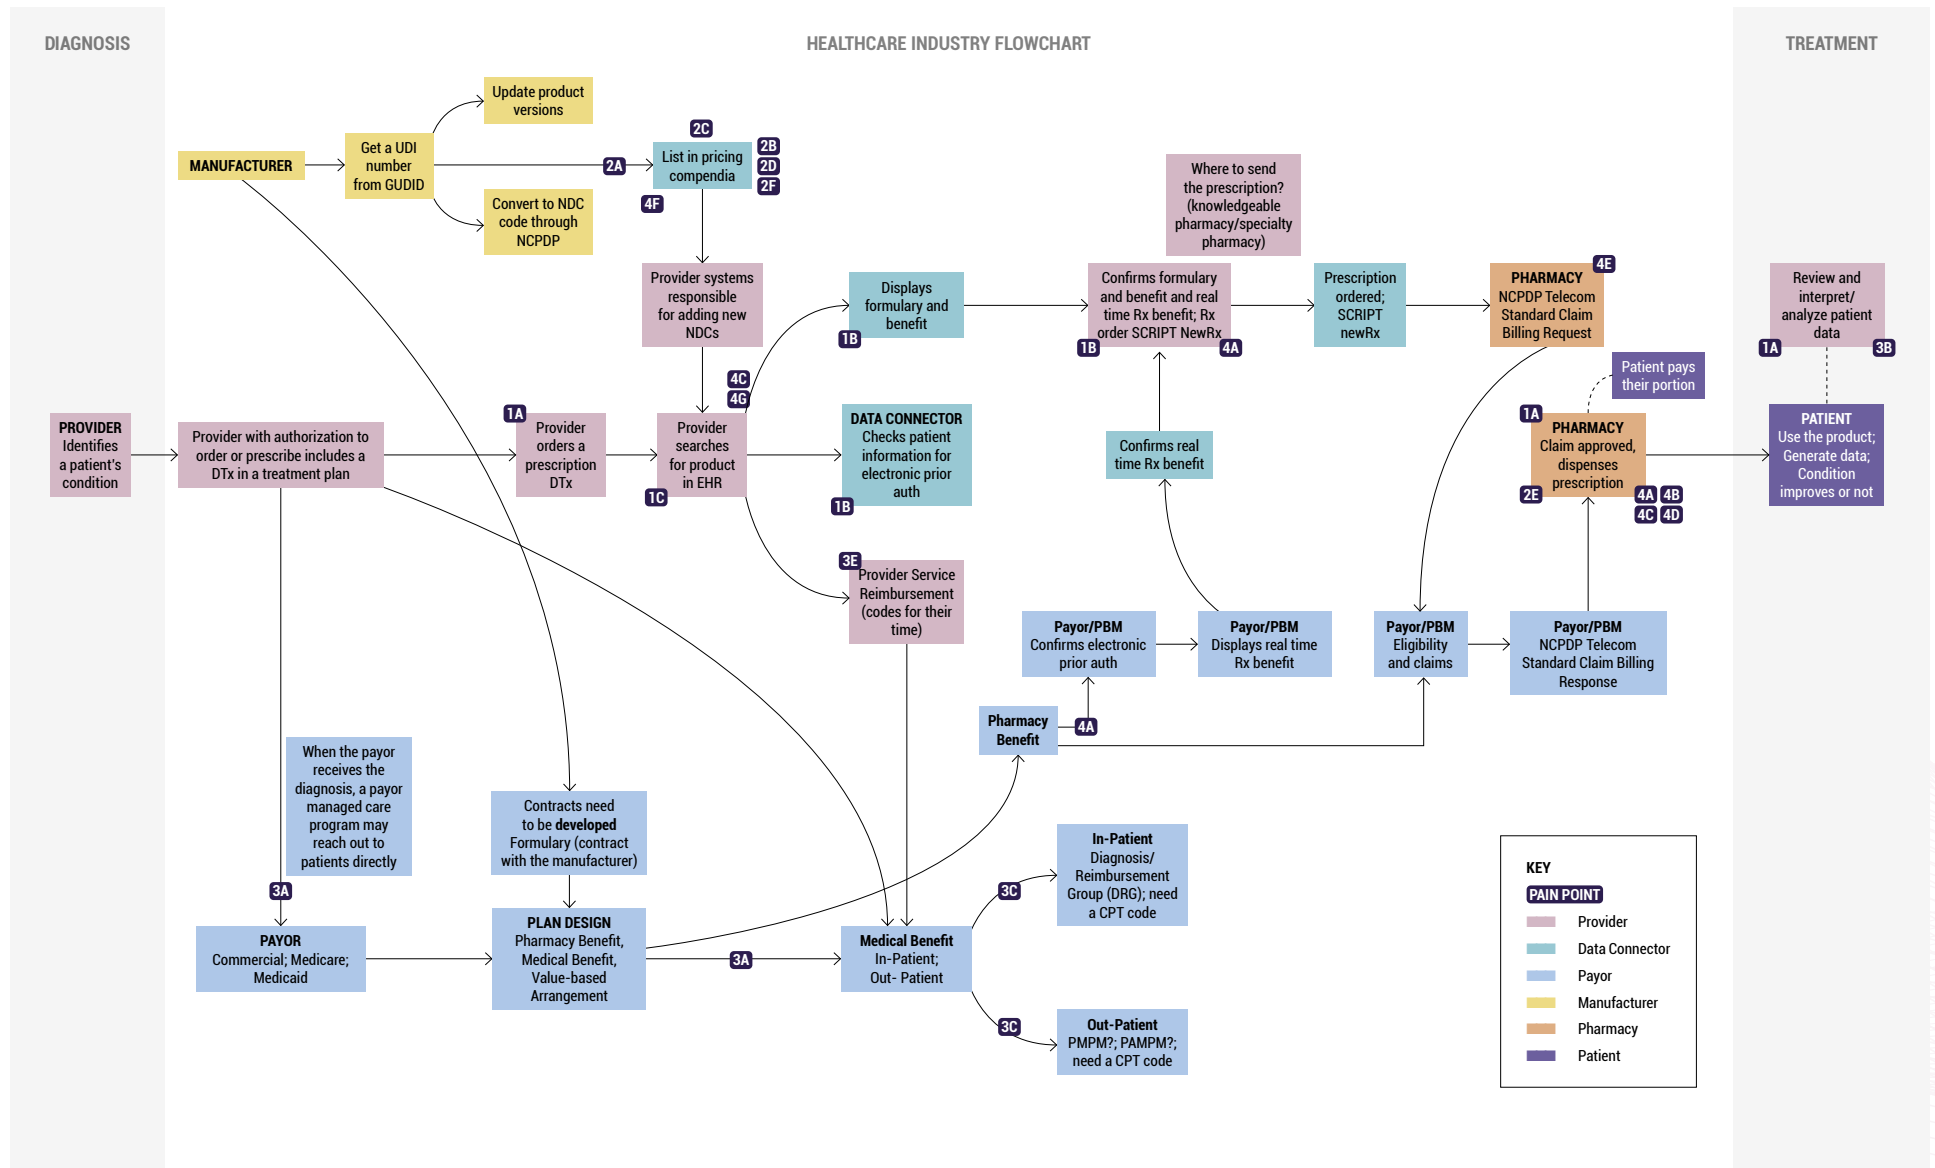 DIAGNOSIS
HEALTHCARE INDUSTRY FLOWCHART
TREATMENT
MANUFACTURER
Get a UDI
number
from GUDID
Update product
versions
Convert to NDC
code through
NCPDP
2A
2C
List in pricing
compendia
2B
2D
2F
4F
Provider systems
responsible
for adding new
NDCs
Displays
formulary and
benefit
1B
Where to send
the prescription?
(knowledgeable
pharmacy/specialty
pharmacy)
Confirms formulary
and benefit and real
time Rx benefit; Rx
order SCRIPT NewRx
1B
4A
Prescription
ordered;
SCRIPT
newRx
4E
PHARMACY
NCPDP Telecom
Standard Claim
Billing Request
Review and
interpret/
analyze patient
data
1A
3B
Patient pays
their portion
PROVIDER
Identifies
a patient's
condition
Provider with authorization to
order or prescribe includes a
DTx in a treatment plan
1A
Provider
orders a
prescription
DTx
4C
4G
Provider
searches
for product
in EHR
1C
DATA CONNECTOR
Checks patient
information for
electronic prior
auth
1B
Confirms real
time Rx benefit
1A
PHARMACY
Claim approved,
dispenses
prescription
2E
4A
4B
4C
4D
PATIENT
Use the product;
Generate data;
Condition
improves or not
3E
Provider Service
Reimbursement
(codes for their
time)
Payor/PBM
Confirms electronic
prior auth
Payor/PBM
Displays real time
Rx benefit
Payor/PBM
Eligibility
and claims
Payor/PBM
NCPDP Telecom
Standard Claim Billing
Response
Pharmacy
Benefit
4A
When the payor
receives the
diagnosis, a payor
managed care
program may
reach out to
patients directly
3A
Contracts need
to be developed
Formulary (contract
with the manufacturer)
PAYOR
Commercial; Medicare;
Medicaid
PLAN DESIGN
Pharmacy Benefit,
Medical Benefit,
Value-based
Arrangement
3A
Medical Benefit
In-Patient;
Out- Patient
3C
In-Patient
Diagnosis/
Reimbursement
Group (DRG); need
a CPT code
3C
Out-Patient
PMPM?; PAMPM?;
need a CPT code
KEY
PAIN POINT
Provider
Data Connector
Payor
Manufacturer
Pharmacy
Patient